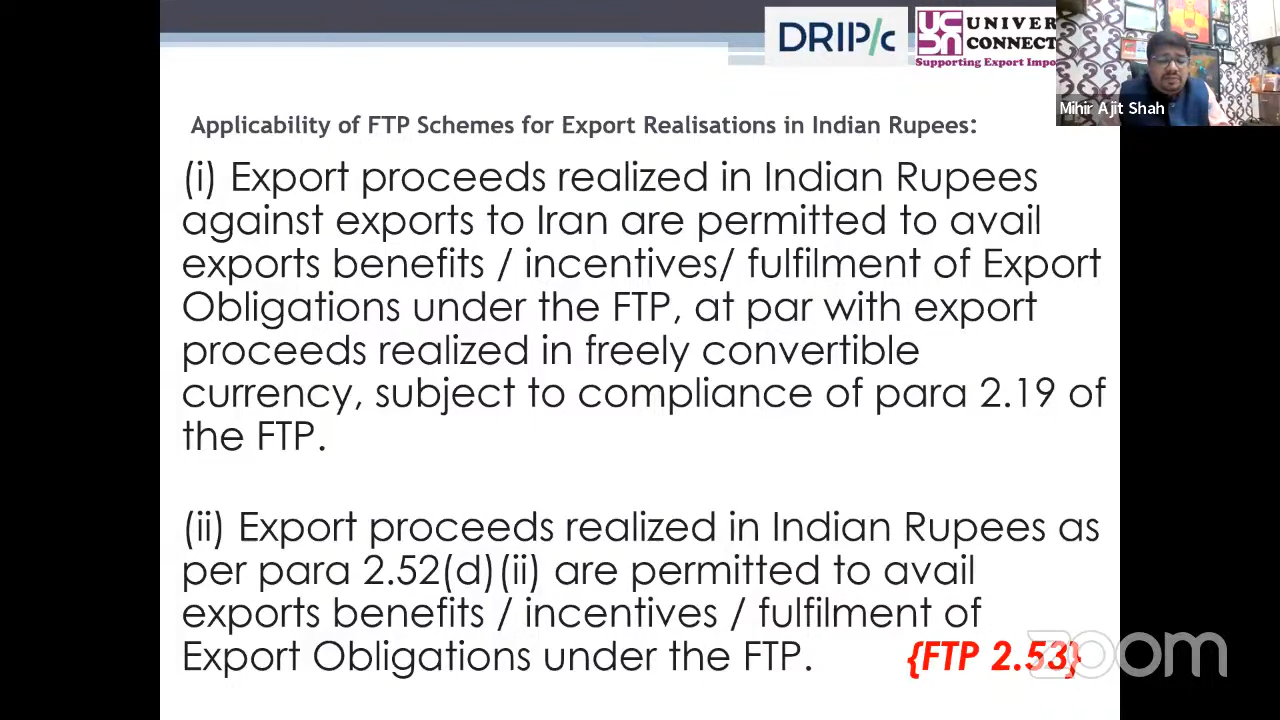 DRIP/c
UNIVER
CONNECT
Supporting Export Impo
Mihir Ajit Shah
Applicability of FTP Schemes for Export Realisations in Indian Rupees:
(i) Export proceeds realized in Indian Rupees
against exports to Iran are permitted to avail
exports benefits / incentives/ fulfilment of Export
Obligations under the FTP, at par with export
proceeds realized in freely convertible
currency, subject to compliance of para 2.19 of
the FTP.
(ii) Export proceeds realized in Indian Rupees as
per para 2.52(d)(ii) are permitted to avail
exports benefits / incentives / fulfilment of
Export Obligations under the FTP.
{FTP 2.53}
zoom